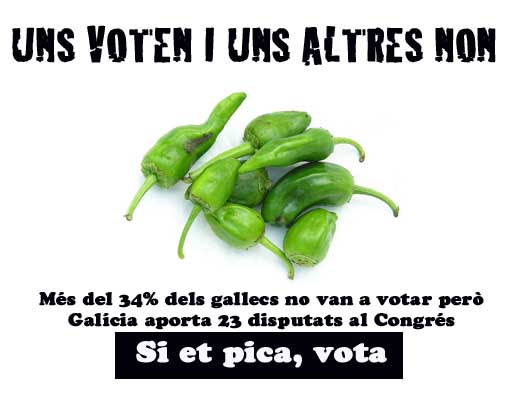 UNS VOTEN I UNS ALTRES NON
Més del 34% dels gallecs no van a votar però
Galicia aporta 23 disputats al Congrés
Si et pica, vota